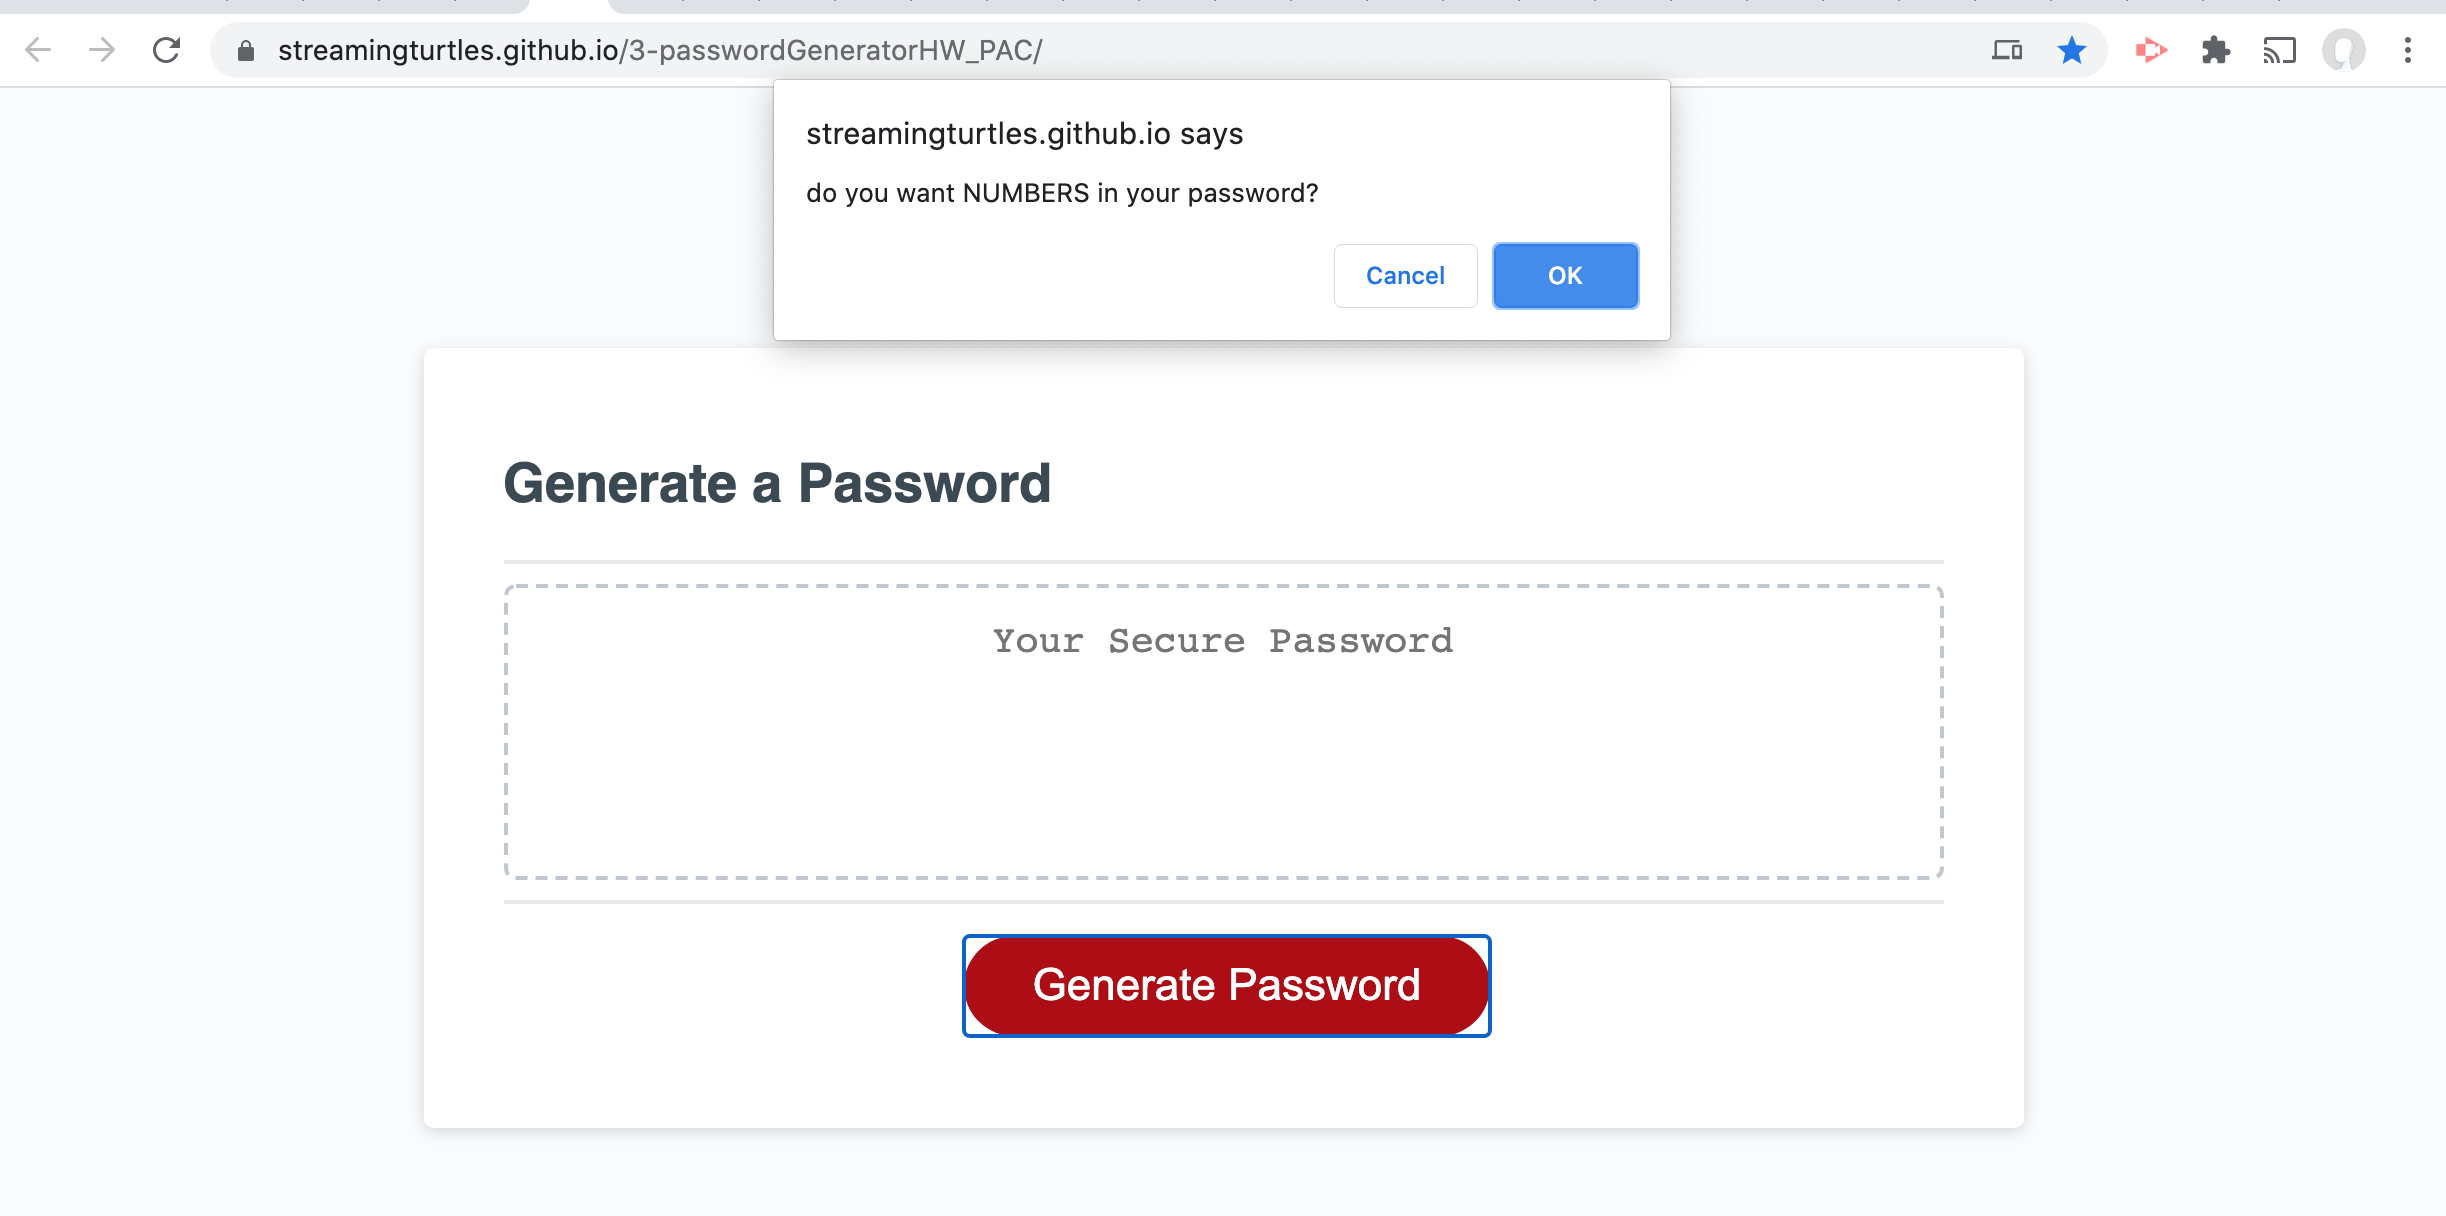 streamingturtles.github.io/3-passwordGeneratorHW_PAC/
streamingturtles.github.io says
do you want NUMBERS in your password?
Cancel
OK
Generate a Password
Your Secure Password
Generate Password